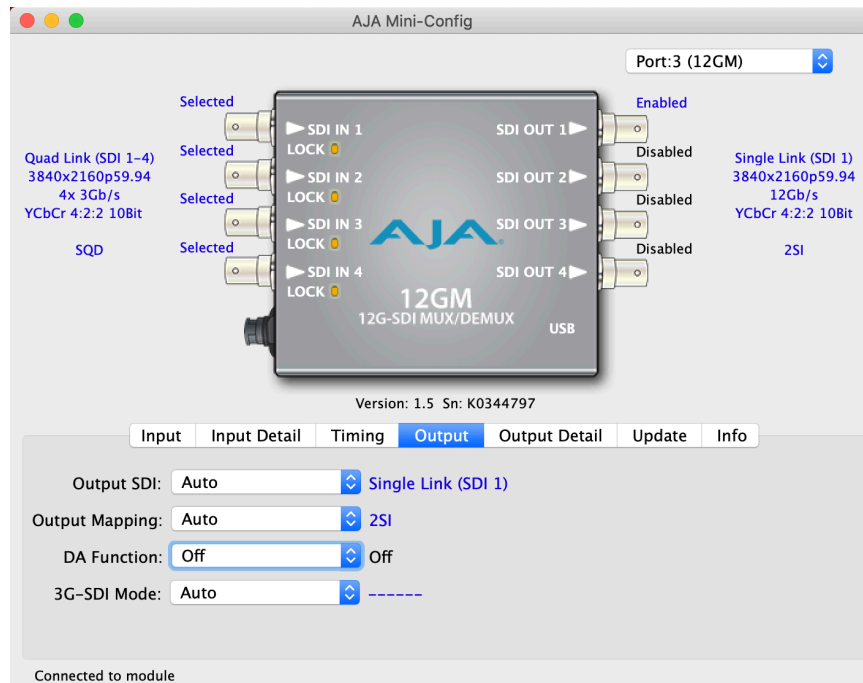 AJA Mini-Config
Port:3 (12GM)
Selected
Selected
Selected
Selected
Quad Link (SDI 1-4)
3840x2160p59.94
4x 3Gb/s
YCbCr 4:2:2 10Bit
SQD
SDI IN 1
LOCK
SDI IN 2
LOCK
SDI IN 3
LOCK
SDI IN 4
LOCK
SDI OUT 1
SDI OUT 2
SDI OUT 3
SDI OUT 4
AJA
12GM
12G-SDI MUX/DEMUX
USB
Enabled
Disabled
Disabled
Disabled
Single Link (SDI 1)
3840x2160p59.94
12Gb/s
YCbCr 4:2:2 10Bit
2SI
Version: 1.5 Sn: K0344797
Input Input Detail Timing Output Output Detail Update Info
Output SDI: Auto Single Link (SDI 1)
Output Mapping: Auto 2SI
DA Function: Off Off
3G-SDI Mode: Auto ------
Connected to module